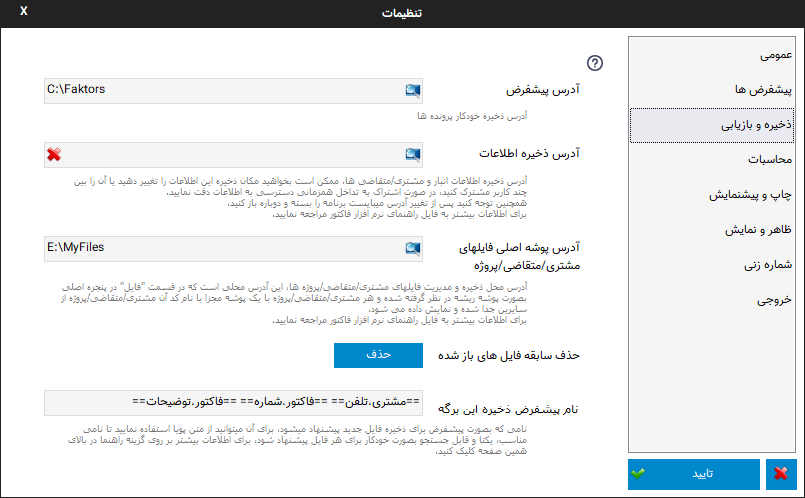 تنظیمات
X
عمومی
پیشفرض ها
ذخیره و بازیابی
محاسبات
چاپ و پیشنمایش
ظاهر و نمایش
شماره زنی
خروجی
تایید
?
آدرس پیشفرض
C:\Faktors
آدرس ذخیره خودکار پرونده ها
آدرس ذخیره اطلاعات
آدرس ذخیره اطلاعات انبار و مشتری/متقاضی ها، ممکن است بخواهید مکان ذخیره این اطلاعات را تغییر دهید یا آن را بین
چند کاربر مشترک کنید، در صورت اشتراک به تداخل همزمانی دسترسی به اطلاعات دقت نمایید.
همچنین توجه کنید پس از تغییر آدرس میبایست برنامه را بسته و دوباره باز کنید.
برای اطلاعات بیشتر به فایل راهنمای نرم افزار فاکتور مراجعه نمایید.
آدرس پوشه اصلی فایلهای
مشتری/متقاضی/پروژه
E:\MyFiles
آدرس محل ذخیره و مدیریت فایلهای مشتری/متقاضی/پروژه ها، این آدرس محلی است که در قسمت "فایل" در پنجره اصلی
بصورت پوشه ریشه در نظر گرفته شده و هر مشتری/متقاضی/پروژه با یک پوشه مجزا با نام کد آن مشتری/متقاضی/پروژه از
سایرین جدا شده و نمایش داده می شود.
برای اطلاعات بیشتر به فایل راهنمای نرم افزار فاکتور مراجعه نمایید.
حذف سابقه فایل های باز شده
حذف
نام پیشفرض ذخیره این برگه
==مشتری.تلفن== ==فاکتور.شماره== ==فاکتور.توضیحات==
نامی که بصورت پیشفرض برای ذخیره فایل جدید پیشنهاد میشود، برای آن میتوانید از متن پویا استفاده نمایید تا نامی
مناسب، یکتا و قابل جستجو بصورت خودکار برای هر فایل پیشنهاد شود، برای اطلاعات بیشتر بر روی گزینه راهنما در بالای
همین صفحه کلیک کنید.